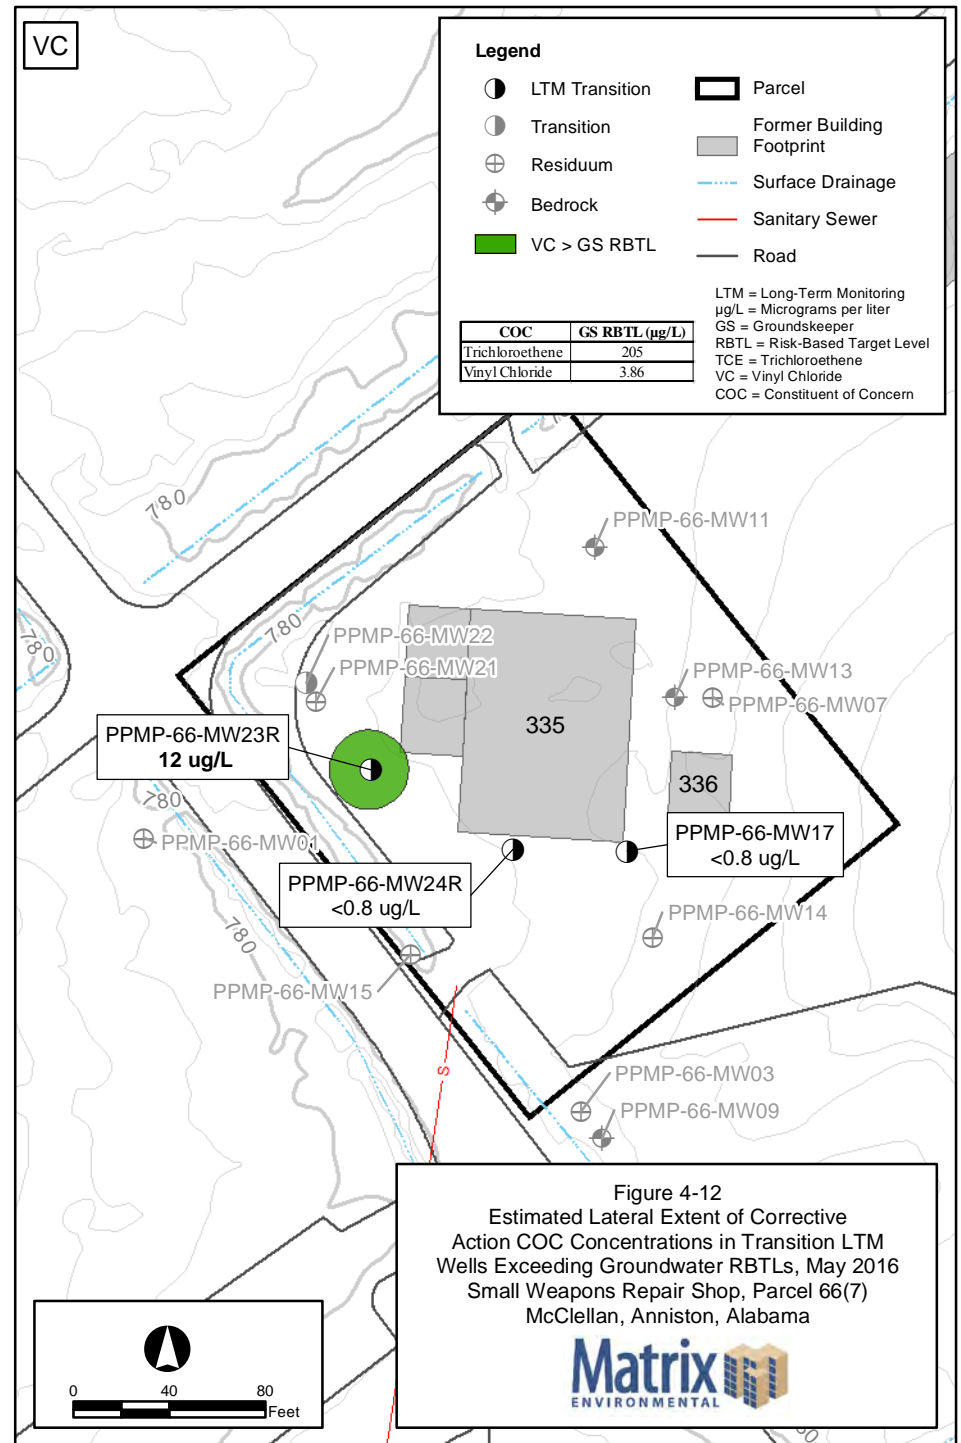 VC
Legend
LTM Transition
Transition
Residuum
Bedrock
VC > GS RBTL
Parcel
Former Building
Footprint
Surface Drainage
Sanitary Sewer
Road
COC GS RBTL (µg/L)
Trichloroethene 205
Vinyl Chloride 3.86
LTM = Long-Term Monitoring
µg/L = Micrograms per liter
GS = Groundskeeper
RBTL = Risk-Based Target Level
TCE = Trichloroethene
VC = Vinyl Chloride
COC = Constituent of Concern
780
PPMP-66-MW11
780
780
PPMP-66-MW22
PPMP-66-MW21
PPMP-66-MW13
PPMP-66-MW07
335
PPMP-66-MW23R
12 ug/L
336
780
PPMP-66-MW01
PPMP-66-MW17
<0.8 ug/L
PPMP-66-MW24R
<0.8 ug/L
PPMP-66-MW14
780
PPMP-66-MW15
S
PPMP-66-MW03
PPMP-66-MW09
Figure 4-12
Estimated Lateral Extent of Corrective
Action COC Concentrations in Transition LTM
Wells Exceeding Groundwater RBTLs, May 2016
Small Weapons Repair Shop, Parcel 66(7)
McClellan, Anniston, Alabama
Matrix
ENVIRONMENTAL
0 40 80
Feet